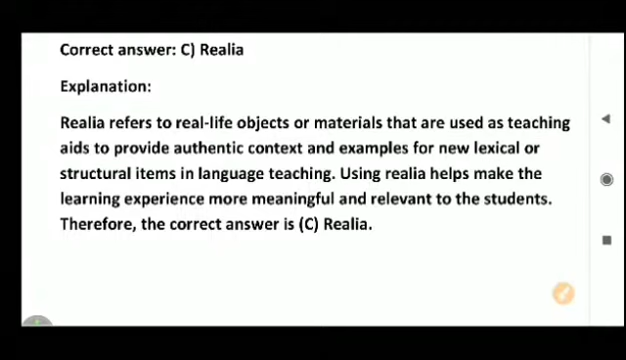 Correct answer: C) Realia
Explanation:
Realia refers to real-life objects or materials that are used as teaching
aids to provide authentic context and examples for new lexical or
structural items in language teaching. Using realia helps make the
learning experience more meaningful and relevant to the students.
Therefore, the correct answer is (C) Realia.